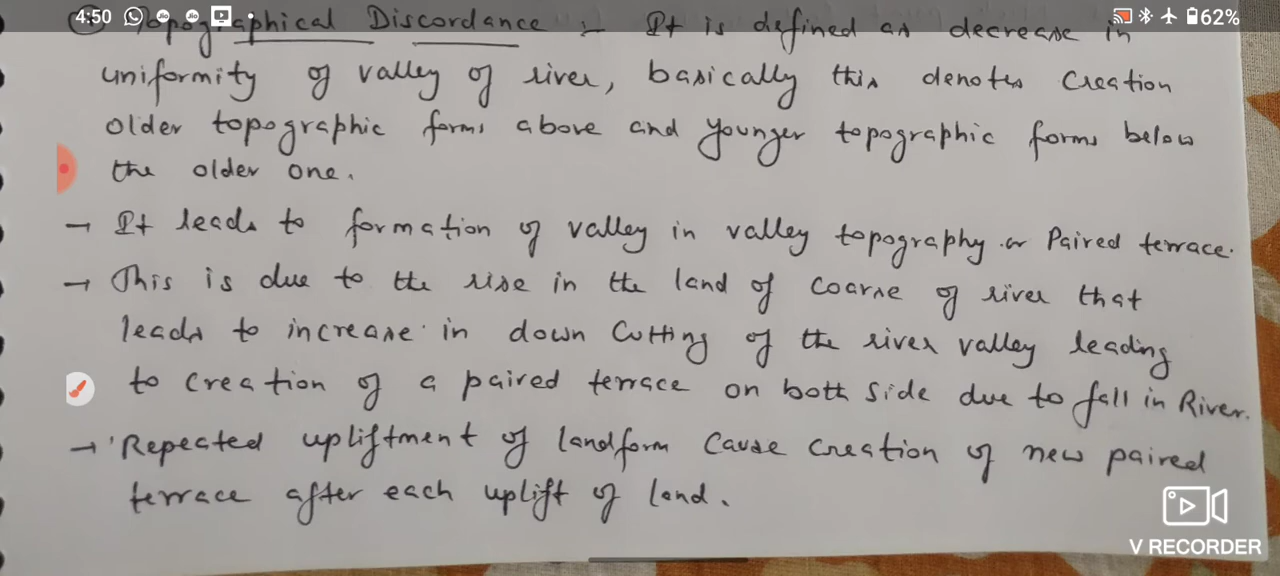 4:50 62%
Topographical Discordance :- It is defined as decrease in
uniformity of valley of river, basically this denotes Creation
older topographic forms above and younger topographic forms below
the older one.
→ It leads to formation of valley in valley topography or Paired terrace.
→ This is due to the rise in the land of coarse of river that
leads to increase in down Cutting of the river valley leading
to creation of a paired terrace on both side due to fall in River.
→ 'Repeated upliftment of landform Cause Creation of new paired
terrace after each uplift of land.
V RECORDER